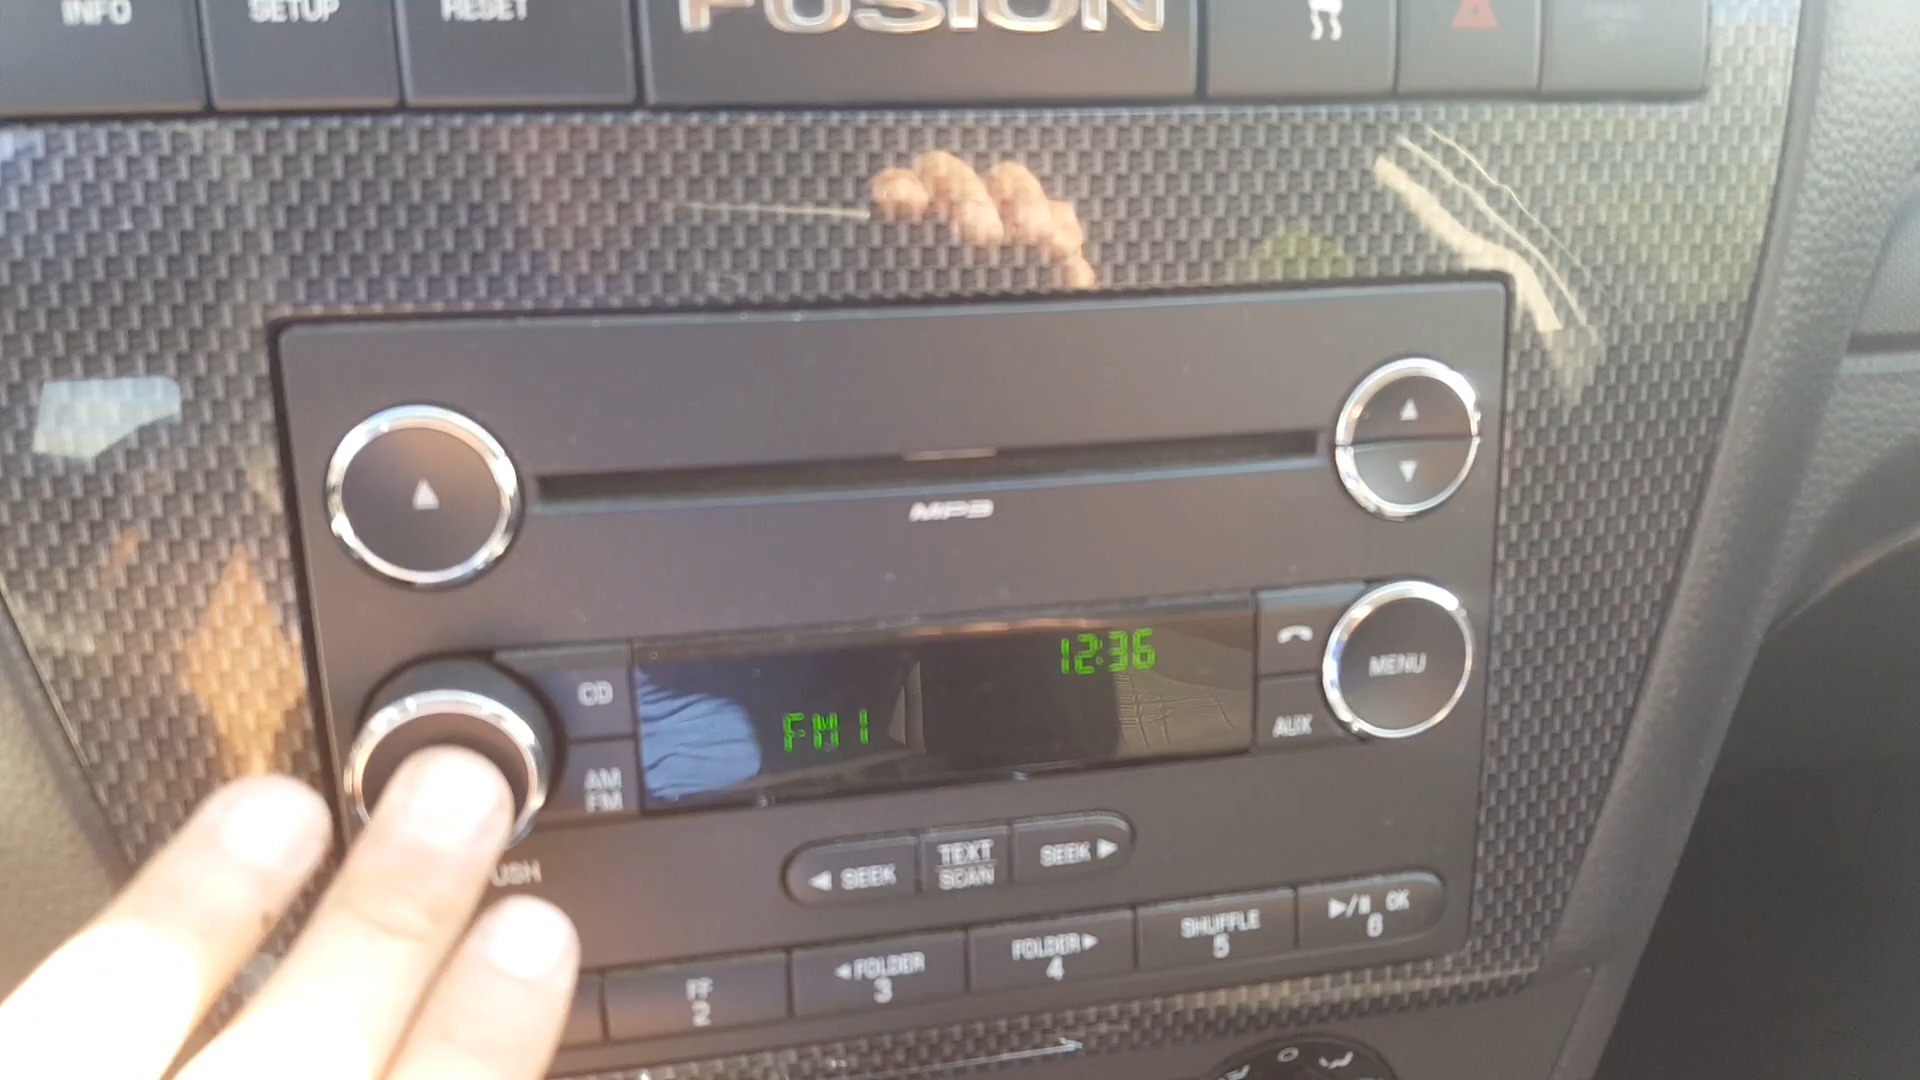 INFO
SETUP
RESET
FUSION
MP3
CD
12:36
MENU
FM 1
AUX
AM
FM
USH
SEEK
TEXT
SCAN
SEEK
FF
2
FOLDER
3
FOLDER
4
SHUFFLE
5
OK
6